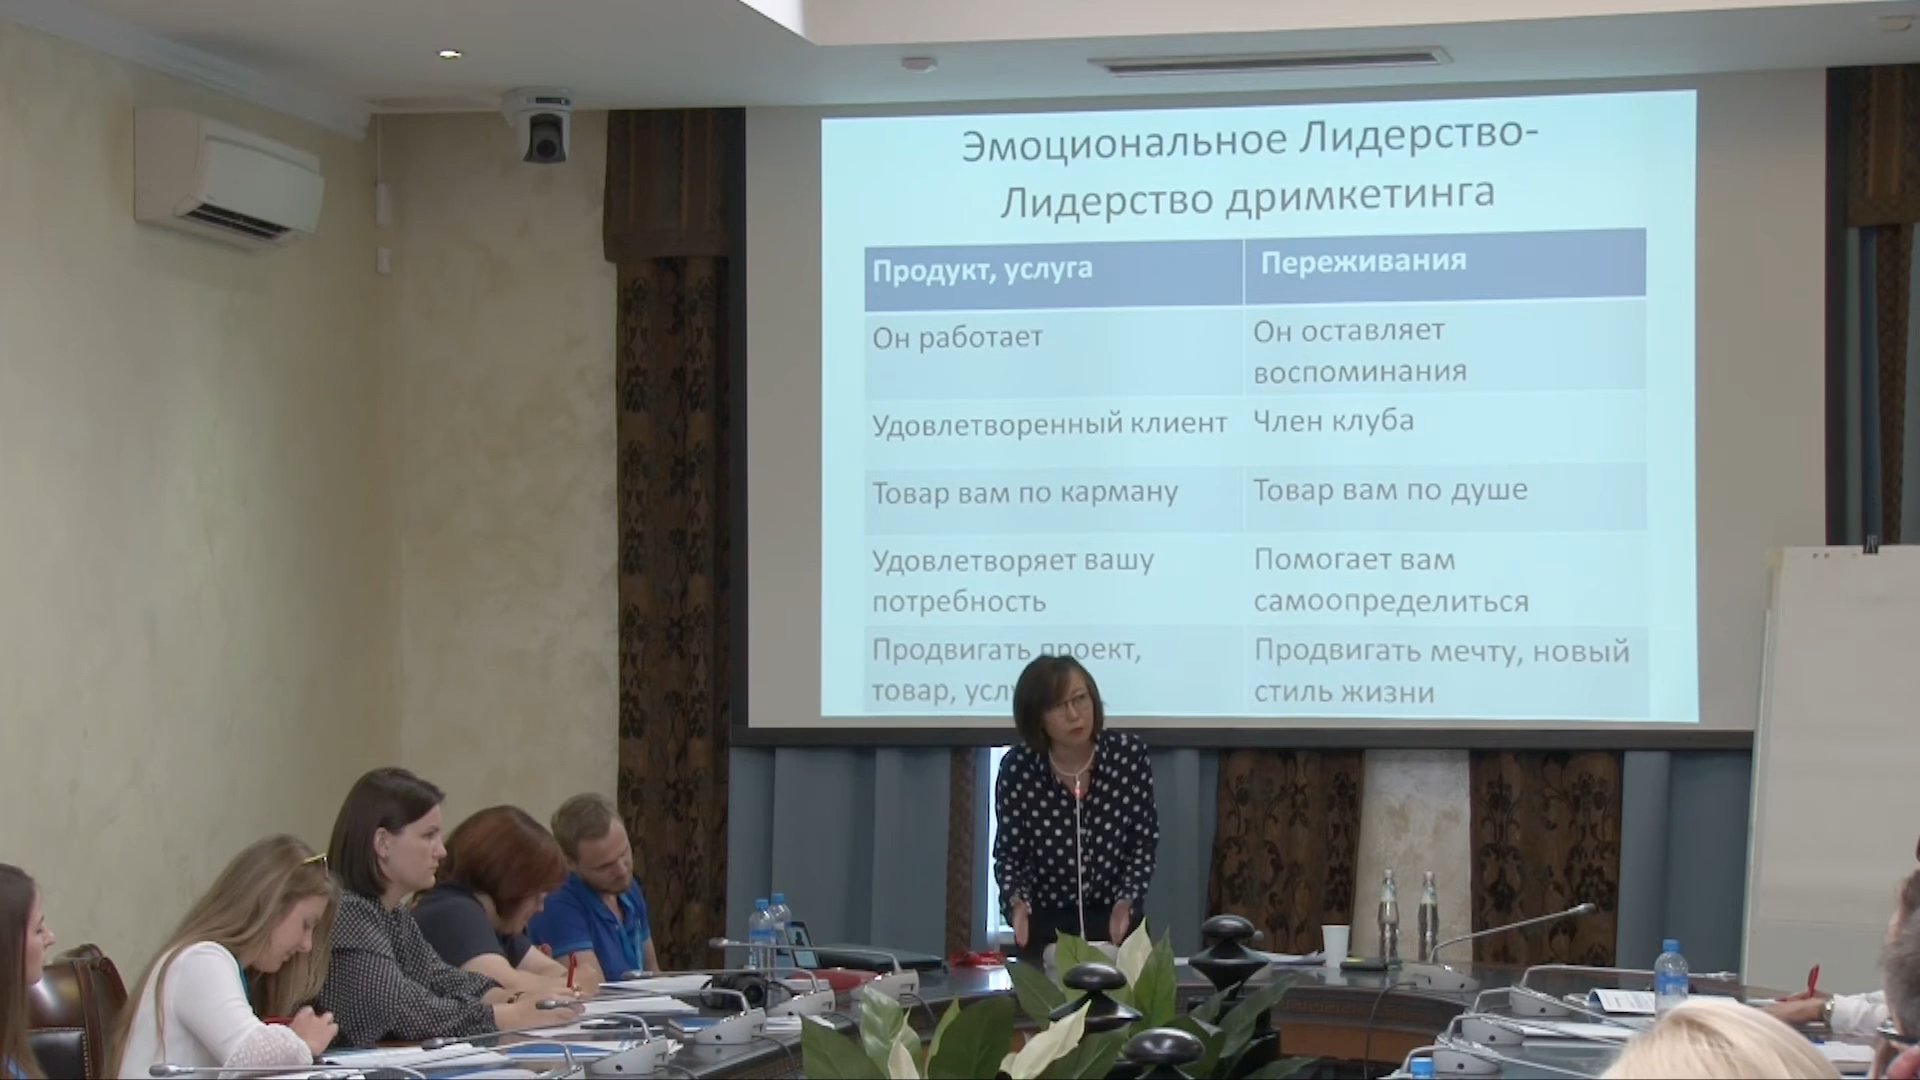 Эмоциональное Лидерство-
Лидерство дримкетинга
Продукт, услуга
Переживания
Он работает
Он оставляет
воспоминания
Удовлетворенный клиент
Член клуба
Товар вам по карману
Товар вам по душе
Удовлетворяет вашу
потребность
Помогает вам
самоопределиться
Продвигать проект,
товар,
Продвигать мечту, новый
стиль жизни